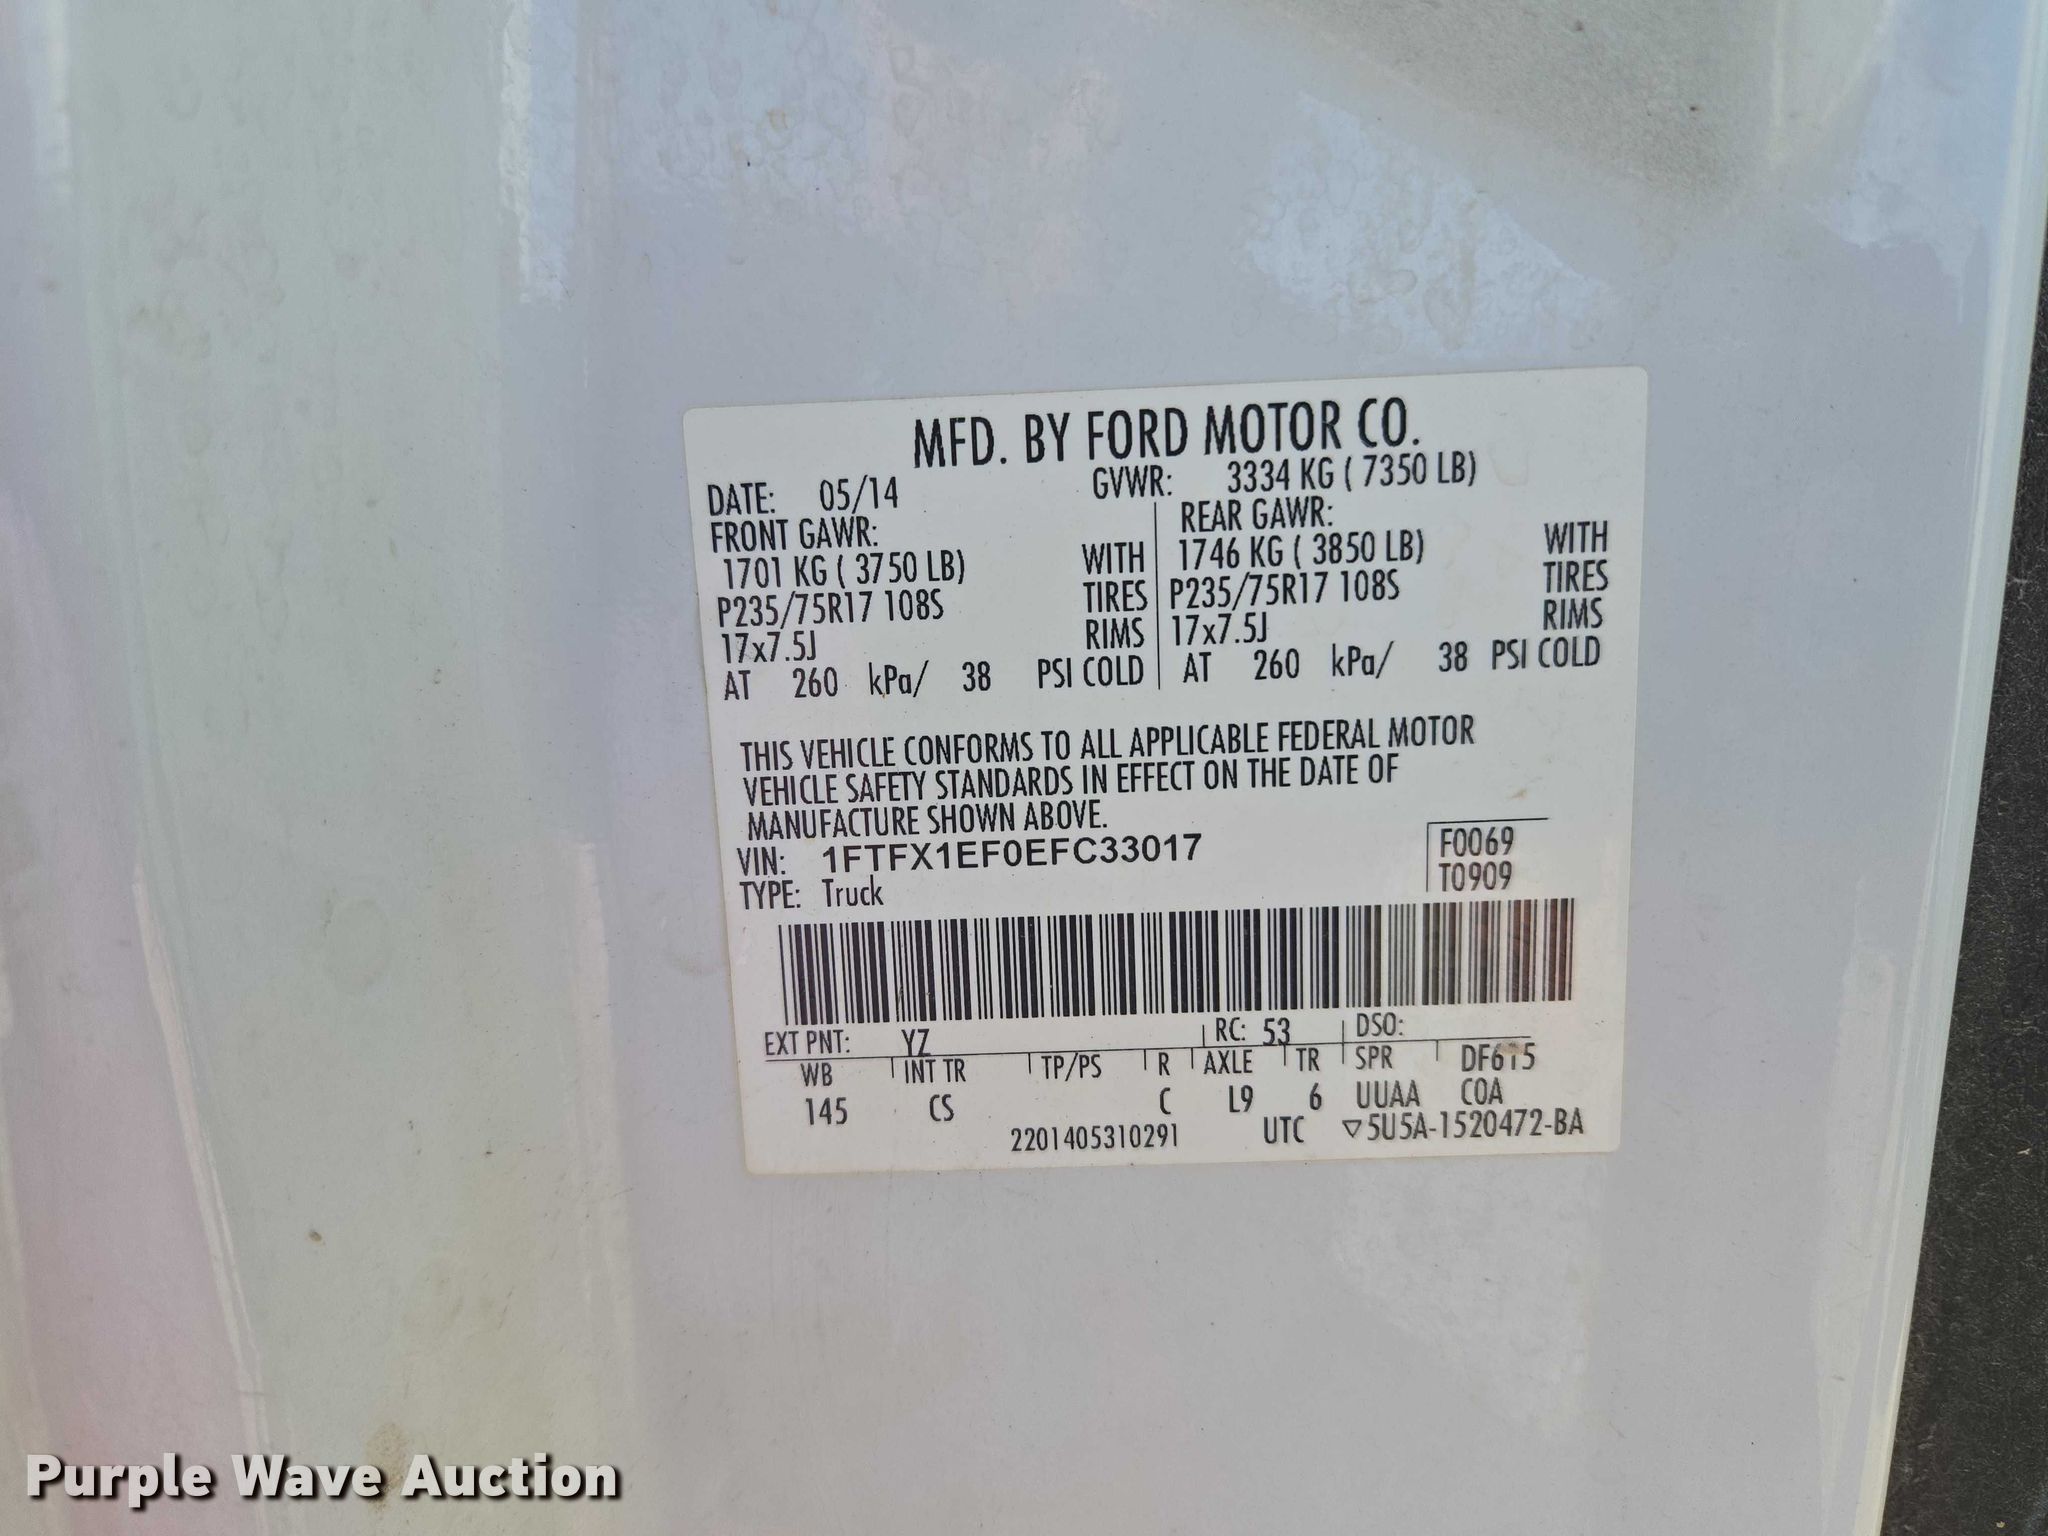 MFD. BY FORD MOTOR CO.
DATE: 05/14 GVWR: 3334 KG ( 7350 LB)
FRONT GAWR: REAR GAWR:
1701 KG ( 3750 LB) WITH 1746 KG ( 3850 LB) WITH
P235/75R17 108S TIRES P235/75R17 108S TIRES
17x7.5J RIMS 17x7.5J RIMS
AT 260 kPa/ 38 PSI COLD AT 260 kPa/ 38 PSI COLD
THIS VEHICLE CONFORMS TO ALL APPLICABLE FEDERAL MOTOR
VEHICLE SAFETY STANDARDS IN EFFECT ON THE DATE OF
MANUFACTURE SHOWN ABOVE.
VIN: 1FTFX1EF0EFC33017 F0069
TYPE: Truck T0909
EXT PNT: YZ RC: 53 DSO:
WB INT TR TP/PS R AXLE TR SPR DF615
145 CS C L9 6 UUAA COA
2201405310291 UTC ▽5U5A-1520472-BA
Purple Wave Auction